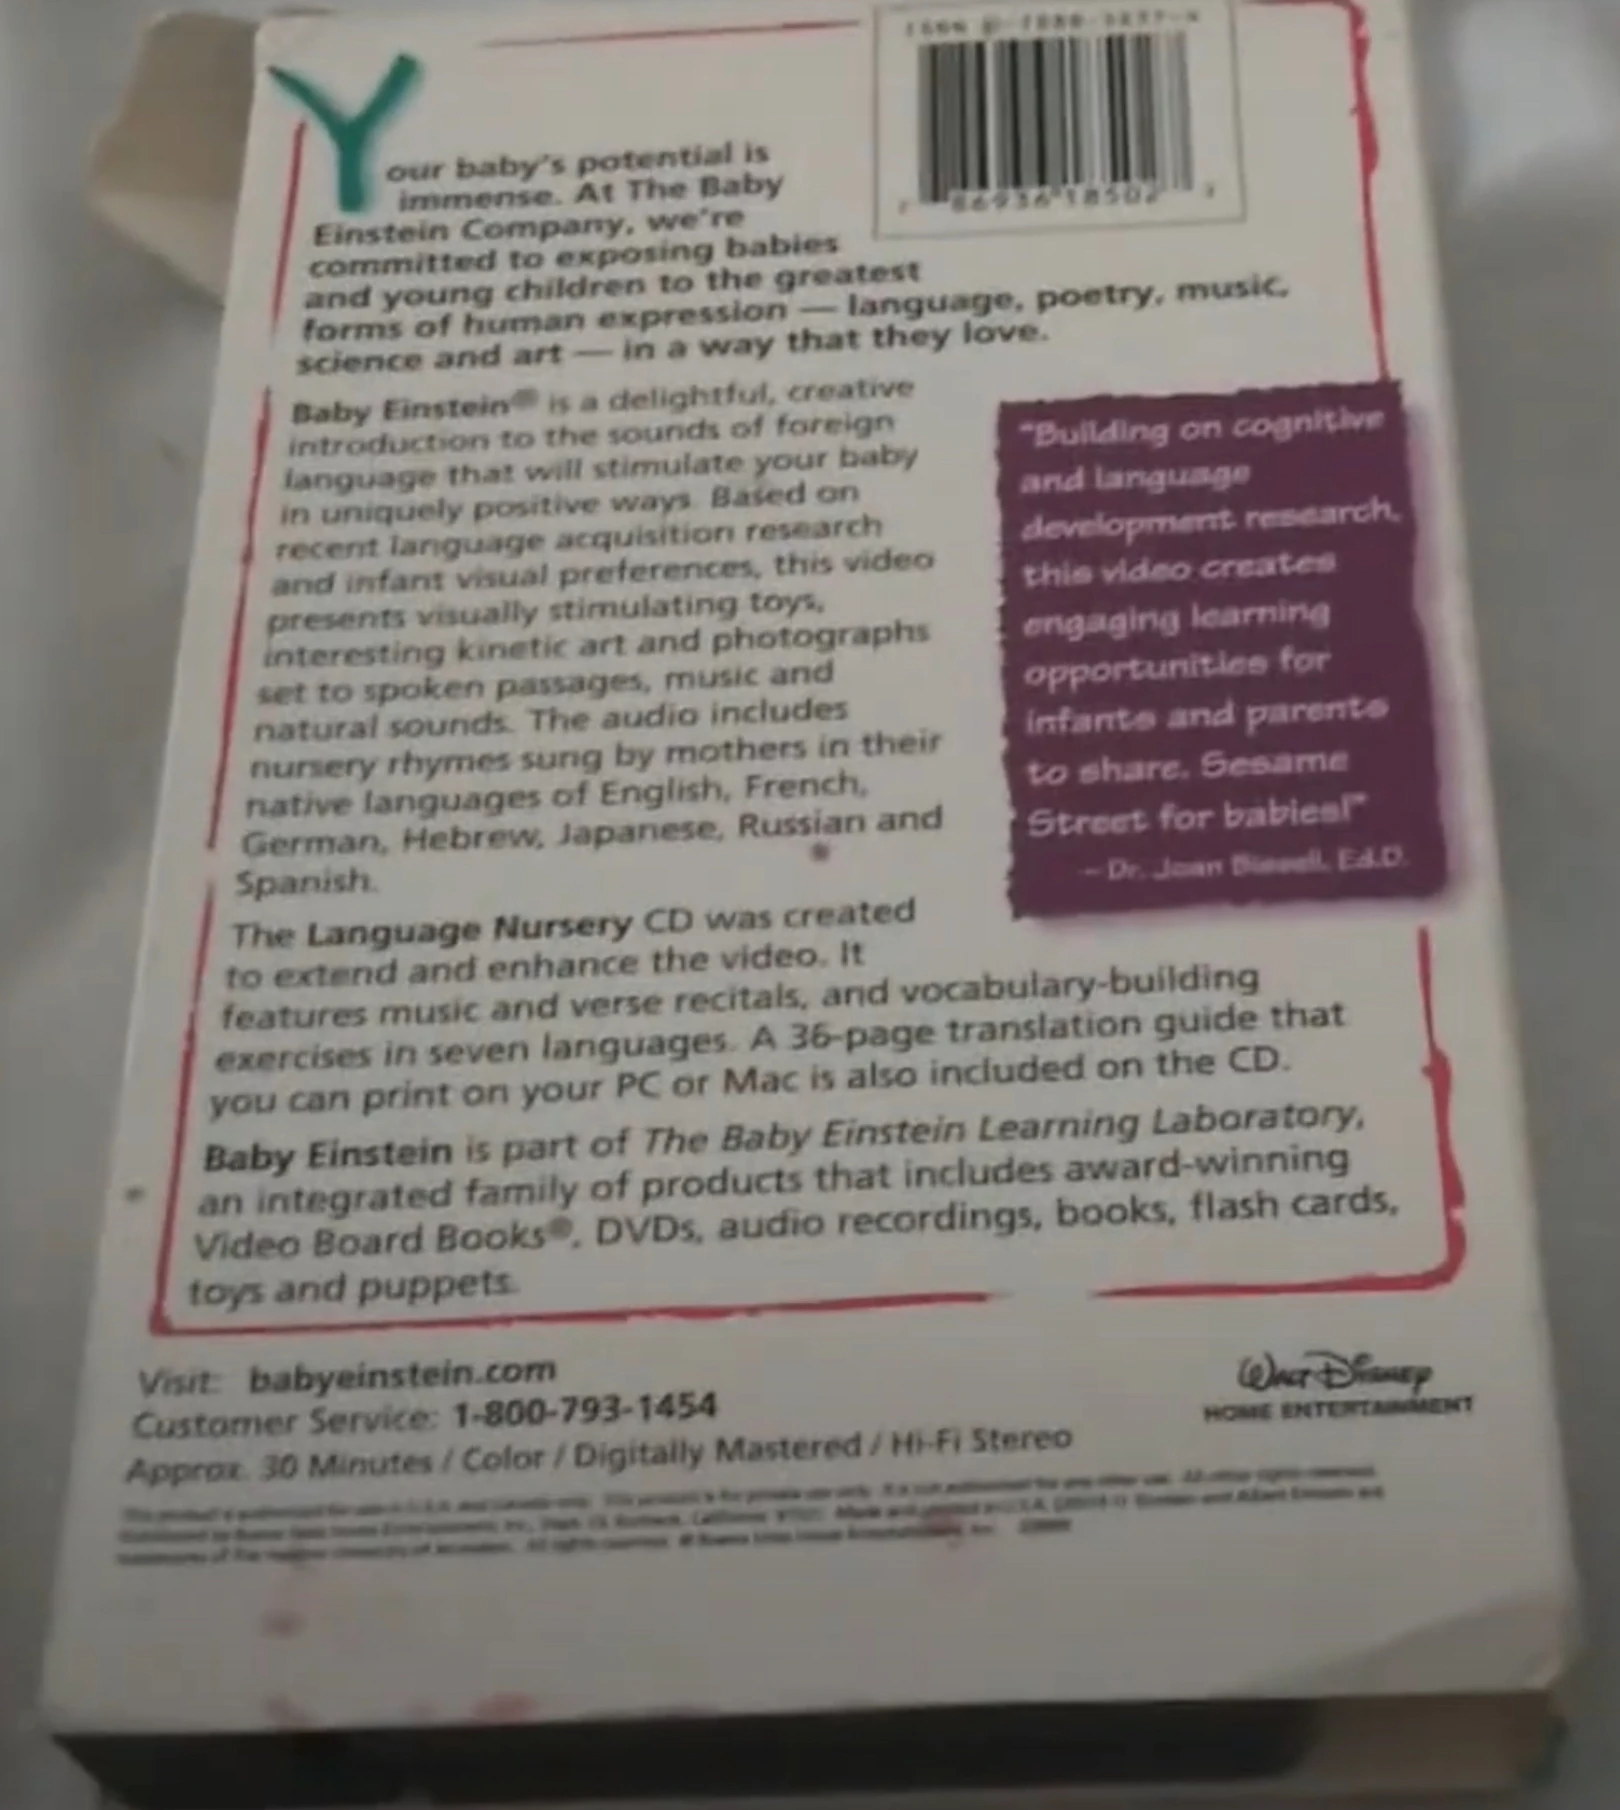 Your baby's potential is
immense. At The Baby
Einstein Company, we're
committed to exposing babies
and young children to the greatest
forms of human expression — language, poetry, music,
science and art — in a way that they love.
Baby Einstein® is a delightful, creative
introduction to the sounds of foreign
language that will stimulate your baby
in uniquely positive ways. Based on
recent language acquisition research
and infant visual preferences, this video
presents visually stimulating toys,
interesting kinetic art and photographs
set to spoken passages, music and
natural sounds. The audio includes
nursery rhymes sung by mothers in their
native languages of English, French,
German, Hebrew, Japanese, Russian and
Spanish.
"Building on cognitive
and language
development research,
this video creates
engaging learning
opportunities for
infants and parents
to share. Sesame
Street for babies!"
– Dr. Joan Bissell, Ed.D.
The Language Nursery CD was created
to extend and enhance the video. It
features music and verse recitals, and vocabulary-building
exercises in seven languages. A 36-page translation guide that
you can print on your PC or Mac is also included on the CD.
Baby Einstein is part of The Baby Einstein Learning Laboratory,
an integrated family of products that includes award-winning
Video Board Books®, DVDs, audio recordings, books, flash cards,
toys and puppets.
Visit: babyeinstein.com
Customer Service: 1-800-793-1454
Approx. 30 Minutes / Color / Digitally Mastered / Hi-Fi Stereo
Walt Disney
HOME ENTERTAINMENT